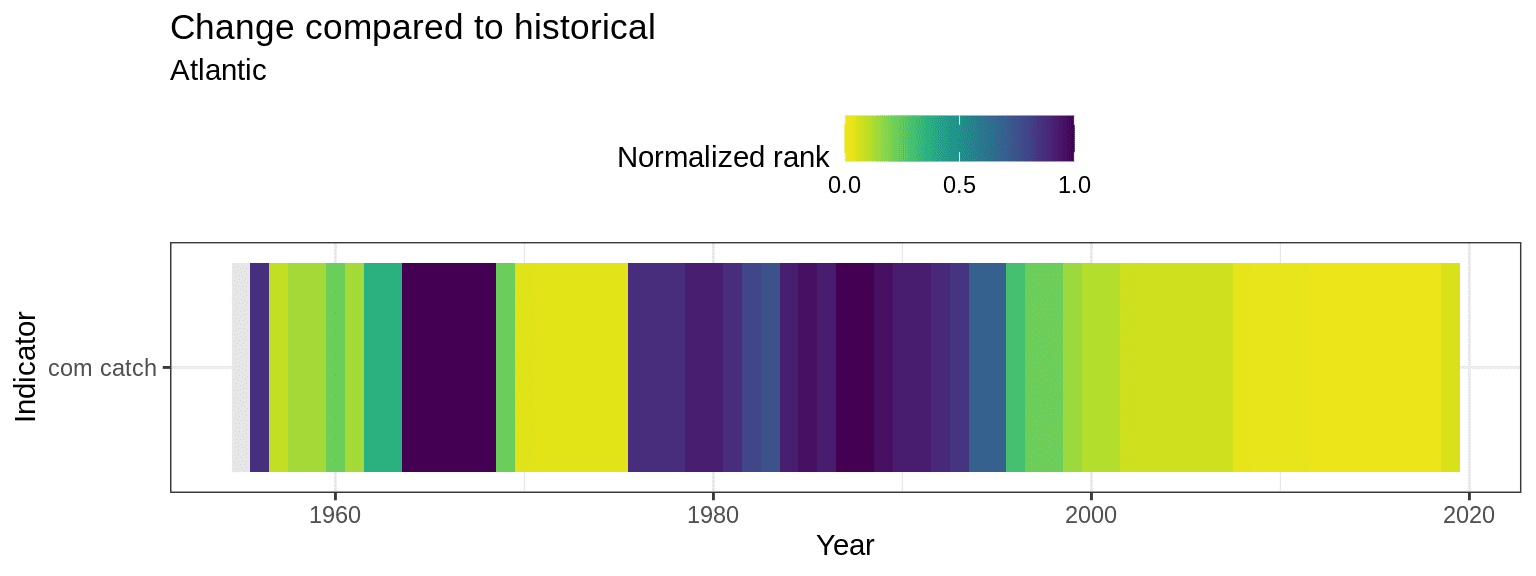 Change compared to historical
Atlantic
Normalized rank
0.0 0.5 1.0
Indicator
com catch
1960 1980 2000 2020
Year